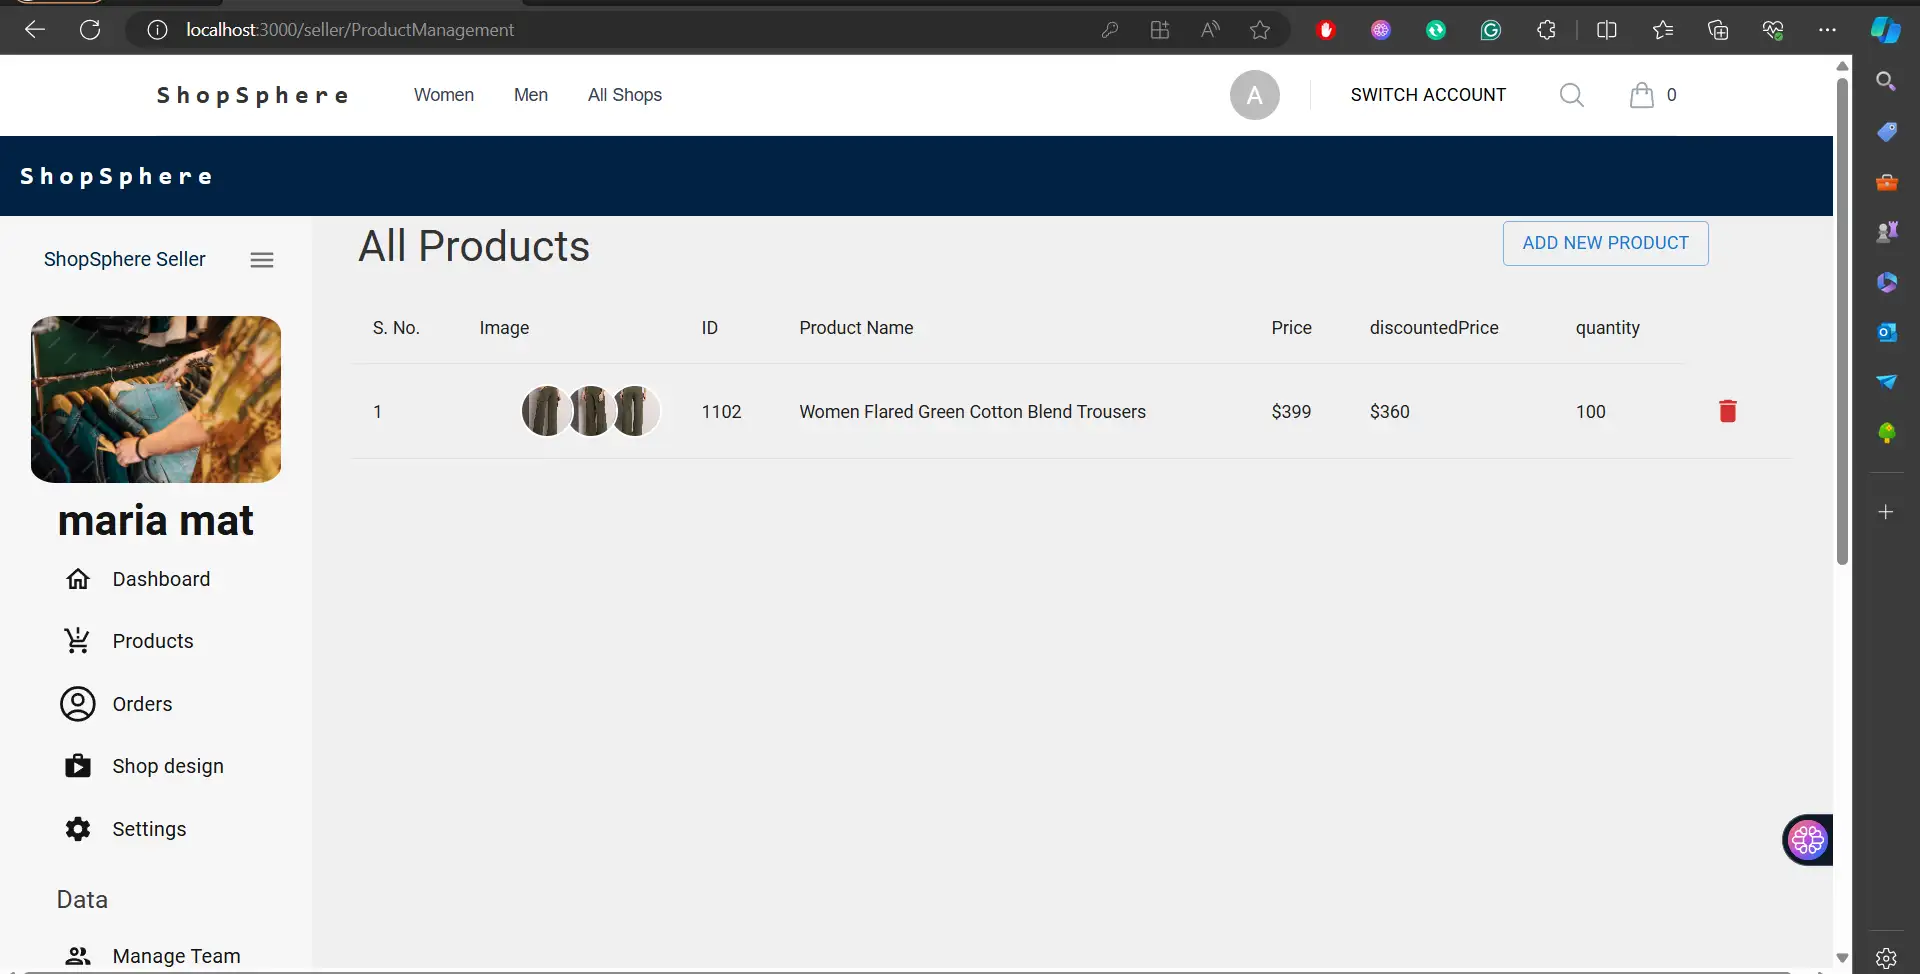 localhost:3000/seller/ProductManagement
ShopSphere Women Men All Shops A SWITCH ACCOUNT 0
ShopSphere
ShopSphere Seller
All Products
ADD NEW PRODUCT
S. No. Image ID Product Name Price discountedPrice quantity
1 1102 Women Flared Green Cotton Blend Trousers $399 $360 100
maria mat
Dashboard
Products
Orders
Shop design
Settings
Data
Manage Team